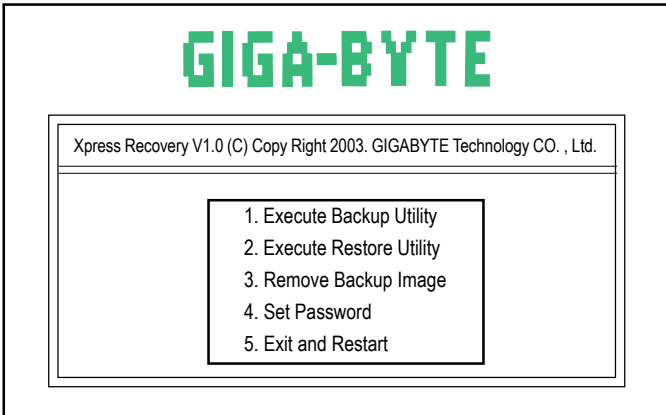 GIGA-BYTE
Xpress Recovery V1.0 (C) Copy Right 2003. GIGABYTE Technology CO. , Ltd.
1. Execute Backup Utility
2. Execute Restore Utility
3. Remove Backup Image
4. Set Password
5. Exit and Restart